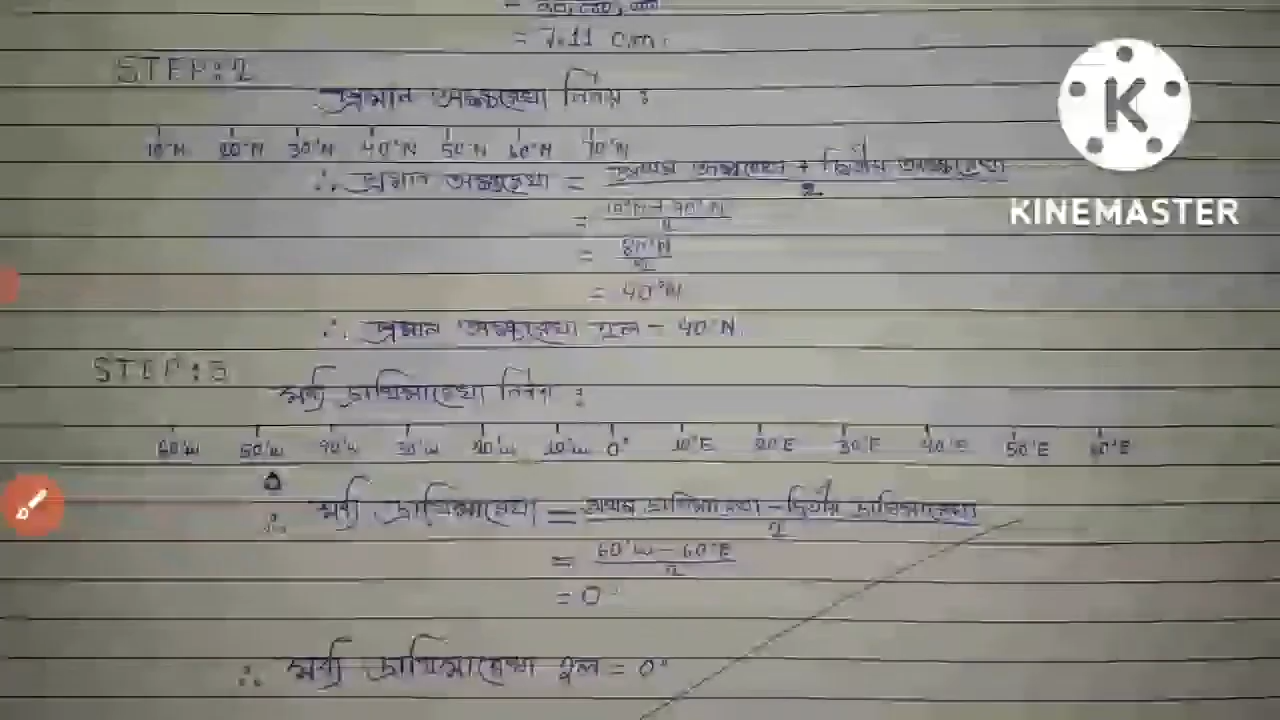 = 7.11 c.m.
STEP:2
প্রমান অক্ষরেখা নির্নয় :
10°N 20°N 30°N 40°N 50°N 60°N 70°N
∴ প্রমান অক্ষরেখা = প্রথম অক্ষরেখা + দ্বিতীয় অক্ষরেখা / 2
= 10°N + 70°N / 2
= 80°N / 2
= 40°N
∴ প্রমান অক্ষরেখা হল – 40°N
STEP:3
মধ্য দ্রাঘিমারেখা নির্নয় :
60°W 50°W 40°W 30°W 20°W 10°W 0° 10°E 20°E 30°E 40°E 50°E 60°E
∴ মধ্য দ্রাঘিমারেখা = প্রথম দ্রাঘিমারেখা – দ্বিতীয় দ্রাঘিমারেখা / 2
= 60°W – 60°E / 2
= 0°
∴ মধ্য দ্রাঘিমারেখা হল = 0°
K
KINEMASTER